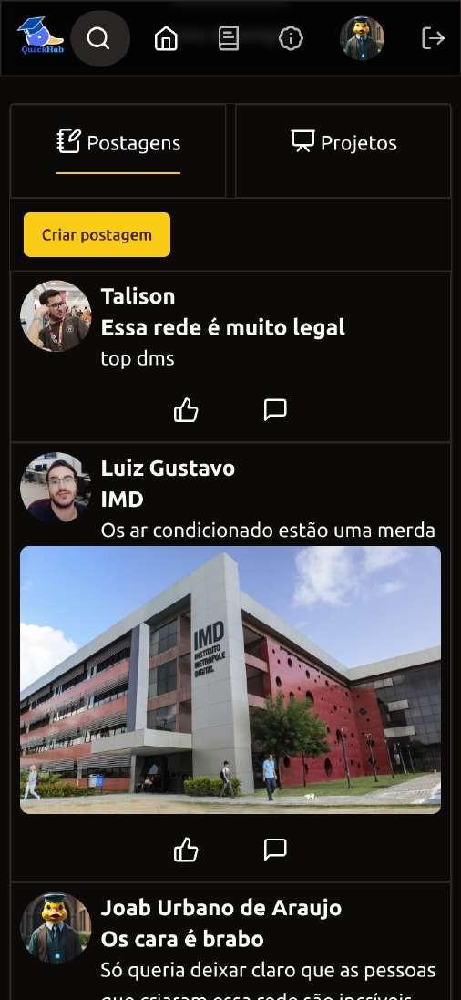 QuackHub
Postagens
Projetos
Criar postagem
Talison
Essa rede é muito legal
top dms
Luiz Gustavo
IMD
Os ar condicionado estão uma merda
IMD
INSTITUTO
METRÓPOLE
DIGITAL
Joab Urbano de Araujo
Os cara é brabo
Só queria deixar claro que as pessoas
que criaram essa rede são incríveis